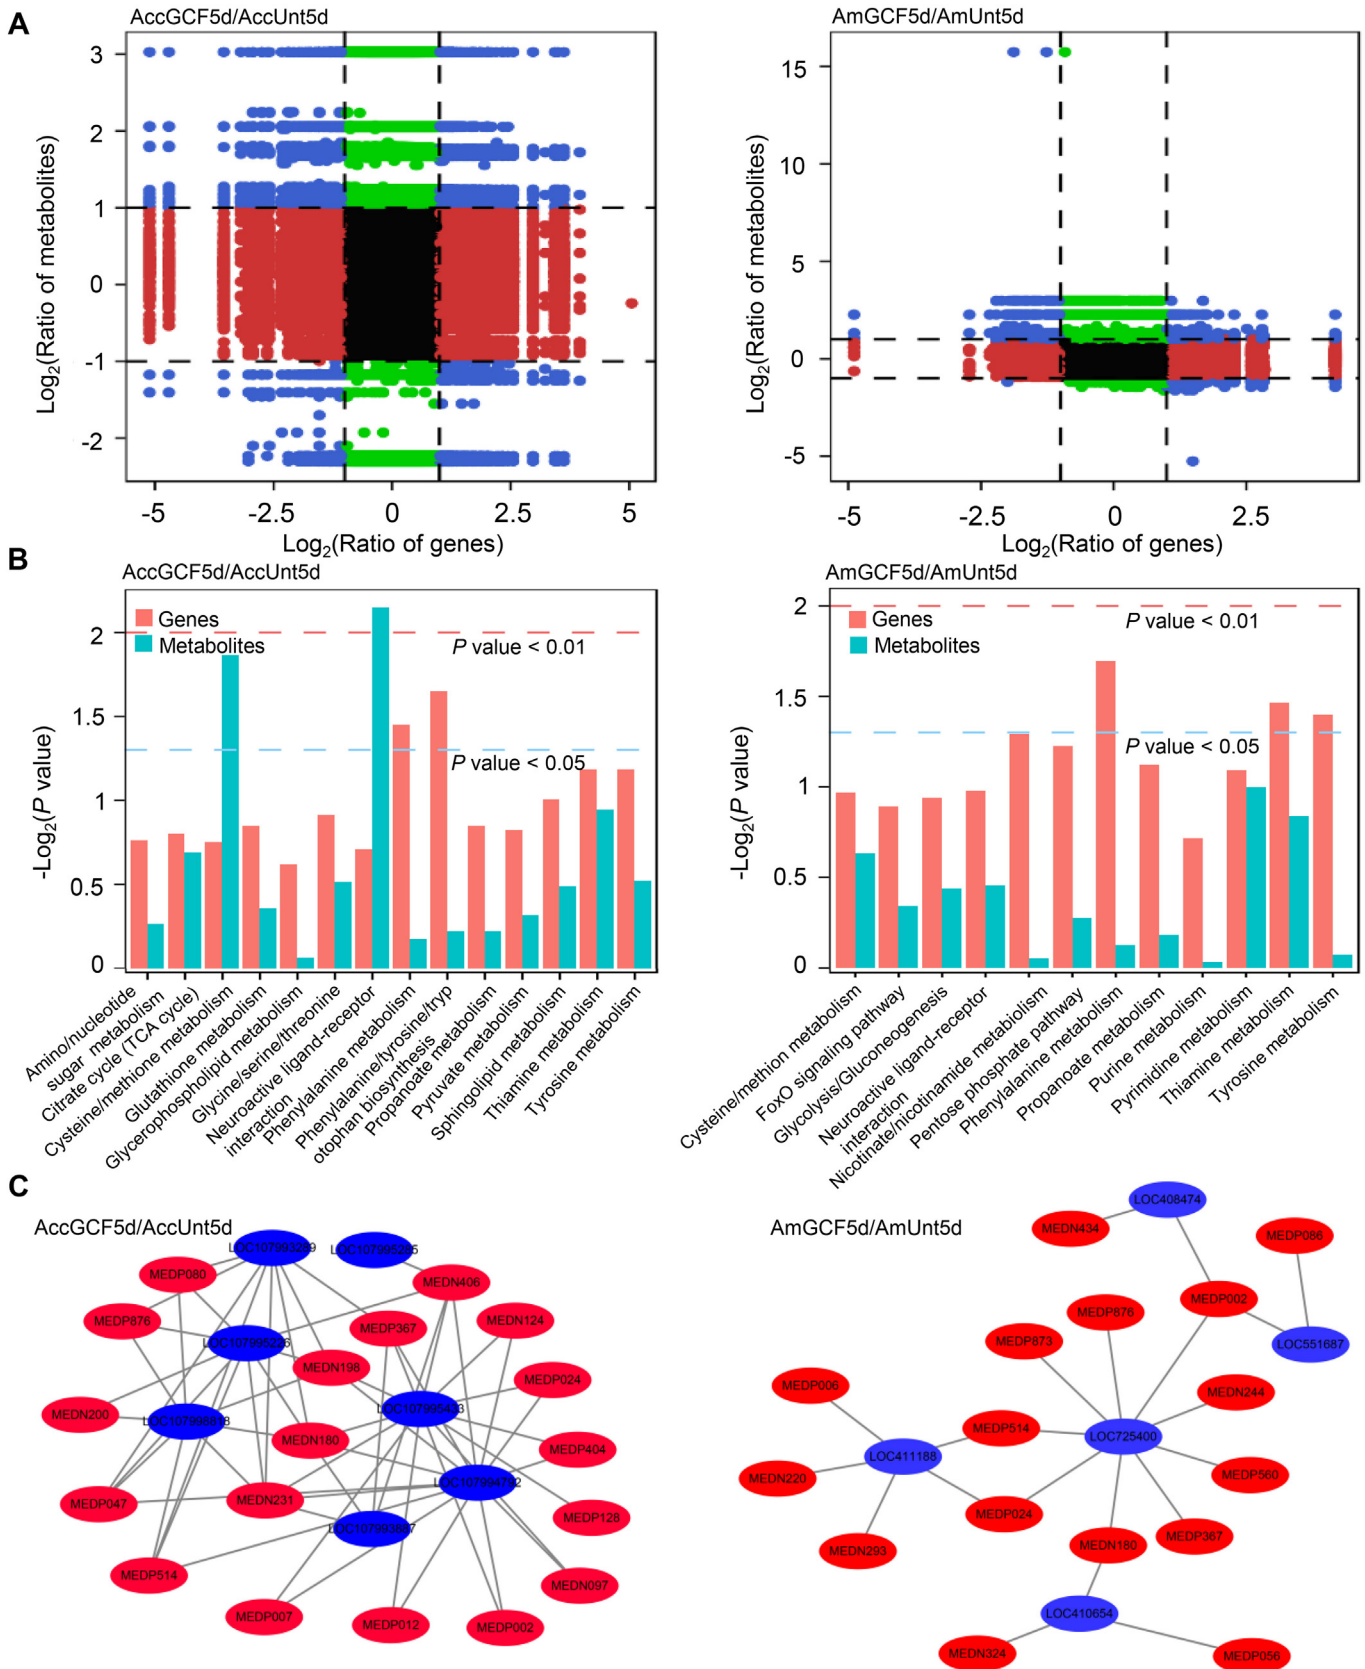 A
AccGCF5d/AccUnt5d
AmGCF5d/AmUnt5d
Log2(Ratio of metabolites)
3
2
1
0
-1
-2
-5
-2.5
0
2.5
5
Log2(Ratio of genes)
Log2(Ratio of metabolites)
15
10
5
0
-5
-5
-2.5
0
2.5
Log2(Ratio of genes)
B
AccGCF5d/AccUnt5d
Genes
Metabolites
P value < 0.01
P value < 0.05
-Log2(P value)
2
1.5
1
0.5
0
Amino/nucleotide
sugar metabolism
Citrate cycle (TCA cycle)
Cysteine/methionne metabolism
Glutathione metabolism
Glycerophospholipid metabolism
Glycine/serine/threonine
Neuroactive ligand-receptor
interaction
Phenylalanine metabolism
Phenylalanine/tyrosine/tryp
otophan biosynthesis
Propanoate metabolism
Pyruvate metabolism
Sphingolipid metabolism
Thiamine metabolism
Tyrosine metabolism
AmGCF5d/AmUnt5d
Genes
Metabolites
P value < 0.01
P value < 0.05
-Log2(P value)
2
1.5
1
0.5
0
Cysteine/methion metabolism
FoxO signaling pathway
Glycolysis/Gluconeogenesis
Neuroactive ligand-receptor
interaction
Nicotinate/nicotinamide metabolism
Pentose phosphate pathway
Phenylalanine metabolism
Propanoate metabolism
Purine metabolism
Pyrimidine metabolism
Thiamine metabolism
Tyrosine metabolism
C
AccGCF5d/AccUnt5d
LOC107993289
LOC107995285
MEDP080
MEDN406
MEDP876
MEDP367
MEDN124
LOC107995226
MEDN198
MEDP024
MEDN200
LOC107998818
LOC107995433
MEDN180
MEDP404
LOC107994792
MEDP047
MEDN231
MEDP128
LOC107993887
MEDP514
MEDN097
MEDP007
MEDP012
MEDP002
AmGCF5d/AmUnt5d
LOC408474
MEDN434
MEDP086
MEDP002
MEDP876
MEDP873
LOC551687
MEDP006
MEDN244
MEDP514
LOC725400
LOC411188
MEDN220
MEDP560
MEDP024
MEDN293
MEDN180
MEDP367
LOC410654
MEDN324
MEDP056